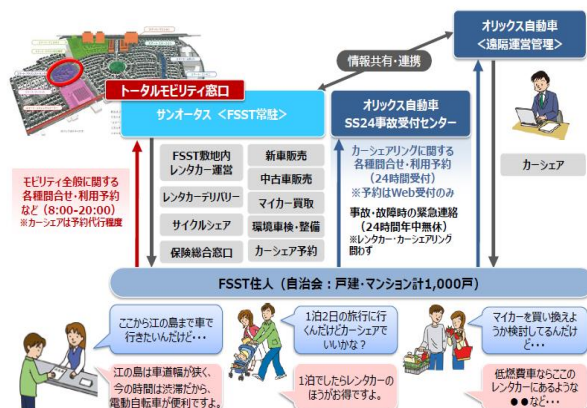 オリックス自動車
<遠隔運営管理>
情報共有・連携
トータルモビリティ窓口
サンオータス <FSST常駐>
オリックス自動車
SS24事故受付センター
FSST敷地内
レンタカー運営
新車販売
レンタカーデリバリー
中古車販売
マイカー買取
サイクルシェア
環境車検・整備
保険総合窓口
カーシェア予約
モビリティ全般に関する
各種問合せ・利用予約
など (8:00-20:00)
※カーシェアは予約代行程度
カーシェアリングに関する
各種問合せ・利用予約
(24時間受付)
※予約はWeb受付のみ
事故・故障時の緊急連絡
(24時間年中無休)
※レンタカー・カーシェアリング
問わず
カーシェア
FSST住人 (自治会：戸建・マンション計1,000戸)
ここから江の島まで車で
行きたいんだけど・・・
江の島は車道幅が狭く、
今の時間は渋滞だから、
電動自転車が便利ですよ。
1泊2日の旅行に行く
んだけどカーシェアで
いいかな？
1泊でしたらレンタカーの
ほうがお得ですよ。
マイカーを買い換えよ
うか検討してるんだ
けど・・・
低燃費車ならここの
レンタカーにあるような
●●など・・・